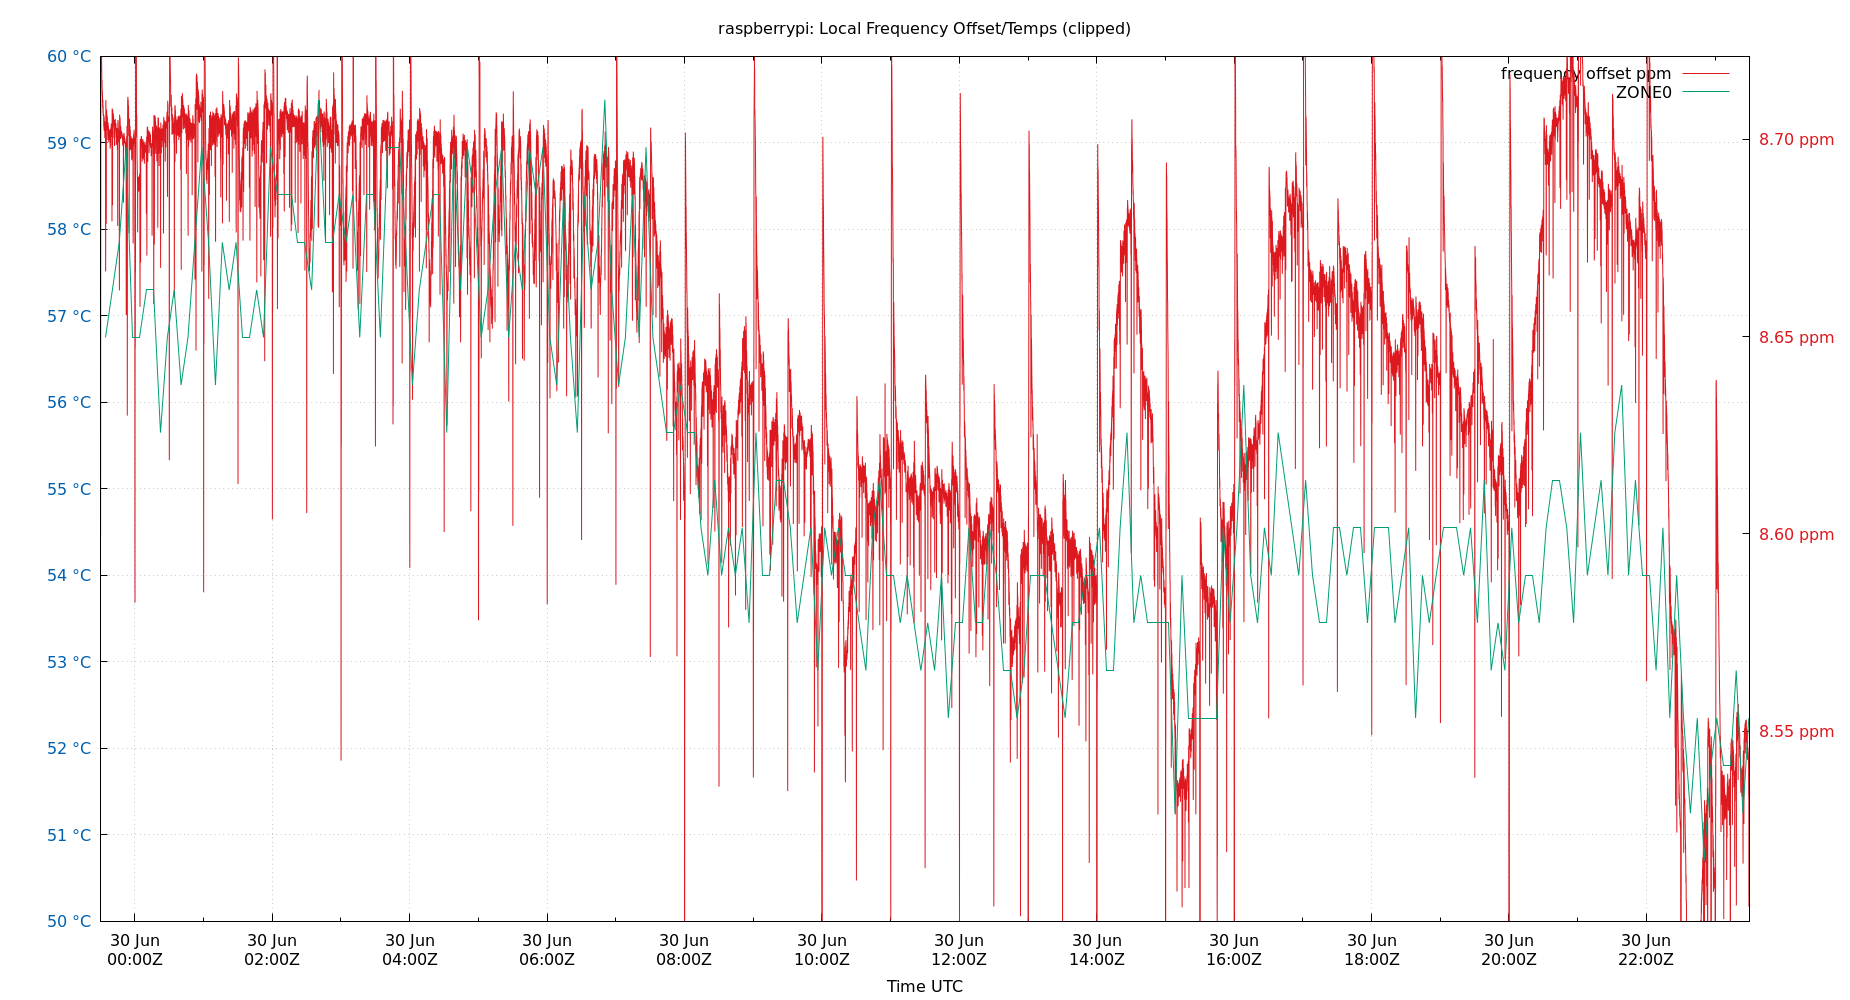 raspberrypi: Local Frequency Offset/Temps (clipped)
60 °C
59 °C
58 °C
57 °C
56 °C
55 °C
54 °C
53 °C
52 °C
51 °C
50 °C
frequency offset ppm
ZONE0
8.70 ppm
8.65 ppm
8.60 ppm
8.55 ppm
30 Jun 30 Jun 30 Jun 30 Jun 30 Jun 30 Jun 30 Jun 30 Jun 30 Jun 30 Jun 30 Jun 30 Jun
00:00Z 02:00Z 04:00Z 06:00Z 08:00Z 10:00Z 12:00Z 14:00Z 16:00Z 18:00Z 20:00Z 22:00Z
Time UTC